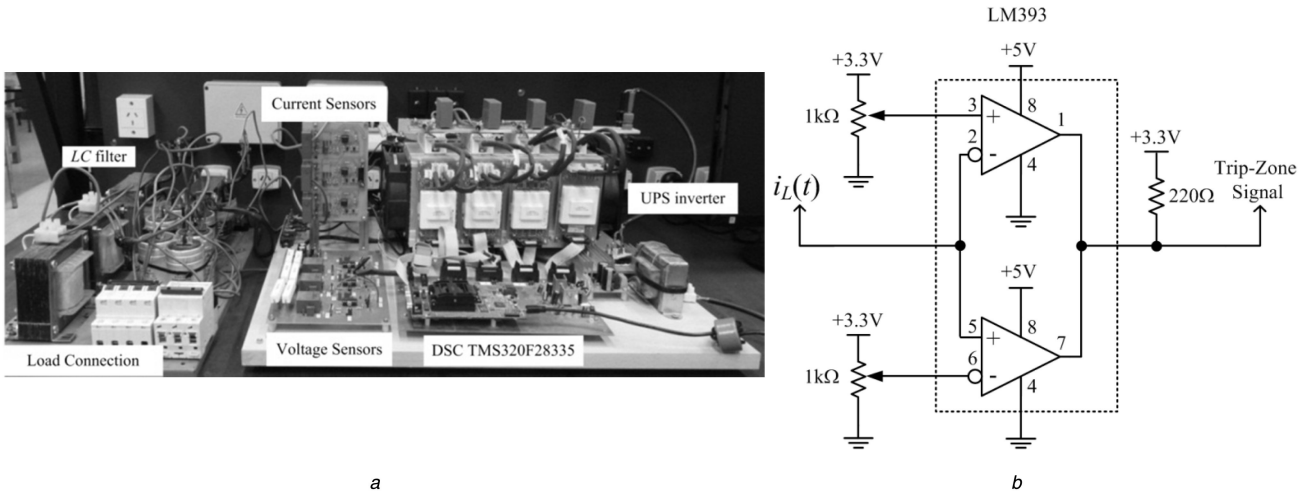 Current Sensors
LC filter
UPS inverter
Load Connection
Voltage Sensors
DSC TMS320F28335
a
LM393
+5V
+3.3V
1kΩ
3
+
8
1
2
-
4
+3.3V
220Ω
Trip-Zone
Signal
iL(t)
+5V
+3.3V
1kΩ
5
+
8
7
6
-
4
b